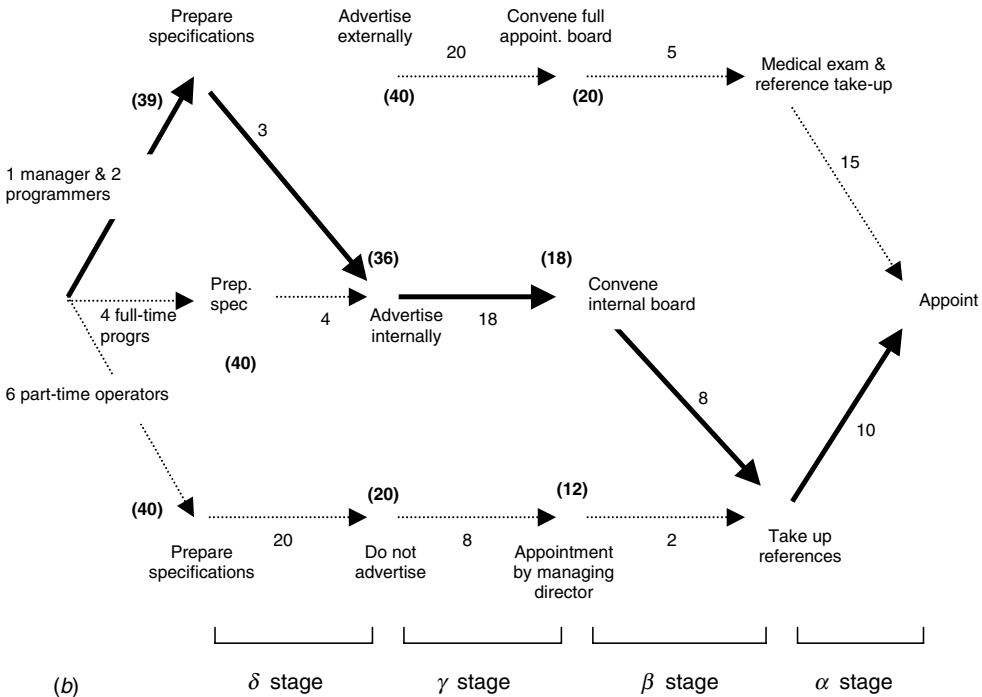 Prepare
specifications
Advertise
externally
Convene full
appoint. board
20
5
Medical exam &
reference take-up
(39)
(40)
(20)
3
15
1 manager & 2
programmers
(36)
(18)
Prep.
spec
4
Advertise
internally
18
Convene
internal board
Appoint
4 full-time
progrs
(40)
6 part-time operators
8
10
(40)
(20)
(12)
Prepare
specifications
20
Do not
advertise
8
Appointment
by managing
director
2
Take up
references
(b)
δ stage
γ stage
β stage
α stage